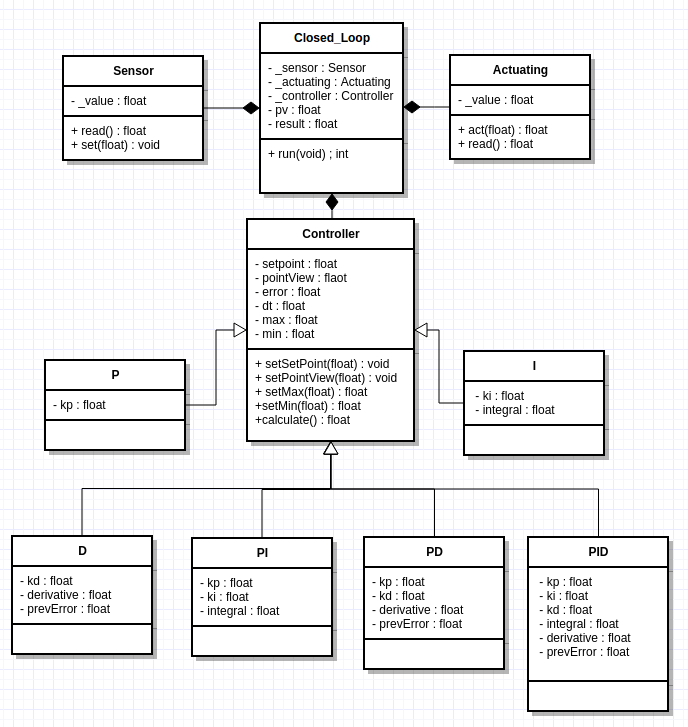 Closed_Loop
- _sensor : Sensor
- _actuating : Actuating
- _controller : Controller
- pv : float
- result : float
+ run(void) ; int
Sensor
- _value : float
+ read() : float
+ set(float) : void
Actuating
- _value : float
+ act(float) : float
+ read() : float
Controller
- setpoint : float
- pointView : flaot
- error : float
- dt : float
- max : float
- min : float
+ setSetPoint(float) : void
+ setPointView(float) : void
+ setMax(float) : float
+setMin(float) : float
+calculate() : float
P
- kp : float
I
- ki : float
- integral : float
D
- kd : float
- derivative : float
- prevError : float
PI
- kp : float
- ki : float
- integral : float
PD
- kp : float
- kd : float
- derivative : float
- prevError : float
PID
- kp : float
- ki : float
- kd : float
- integral : float
- derivative : float
- prevError : float